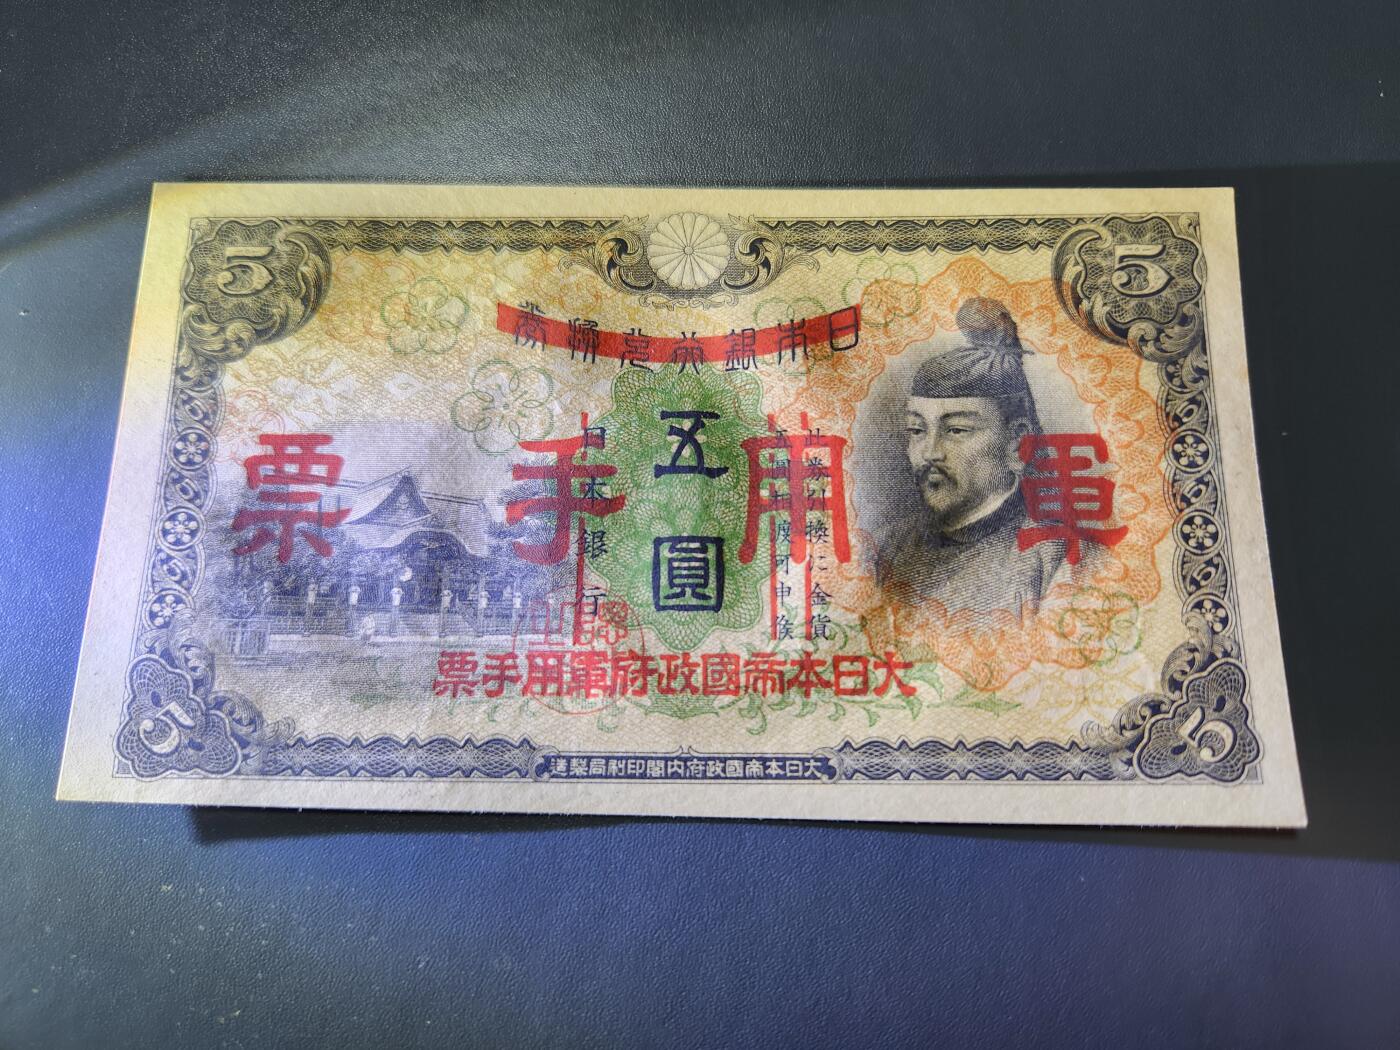 5
5
日本銀行兌換券
五圓
此券引換に金貨
五圓相渡可申候
日本銀行
軍用手票
大日本帝國政府軍用手票
5
5
大日本帝國政府内閣印刷局製造